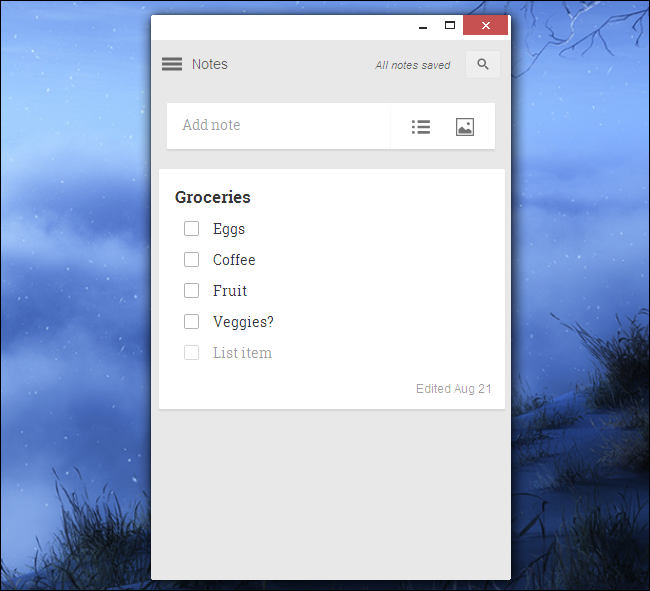 Notes
All notes saved
Add note
Groceries
Eggs
Coffee
Fruit
Veggies?
List item
Edited Aug 21